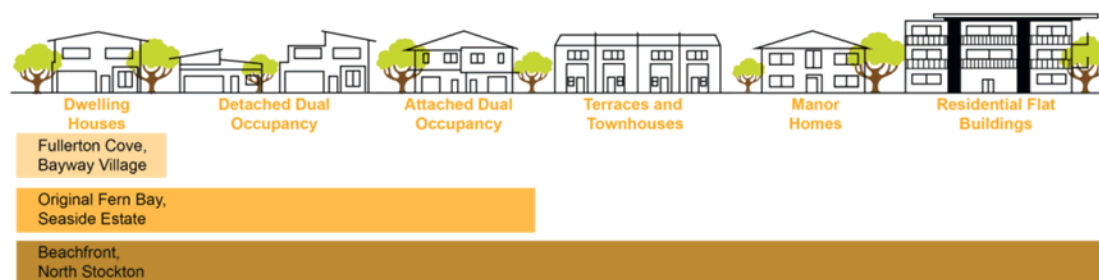 Dwelling
Houses
Detached Dual
Occupancy
Attached Dual
Occupancy
Terraces and
Townhouses
Manor
Homes
Residential Flat
Buildings
Fullerton Cove,
Bayway Village
Original Fern Bay,
Seaside Estate
Beachfront,
North Stockton